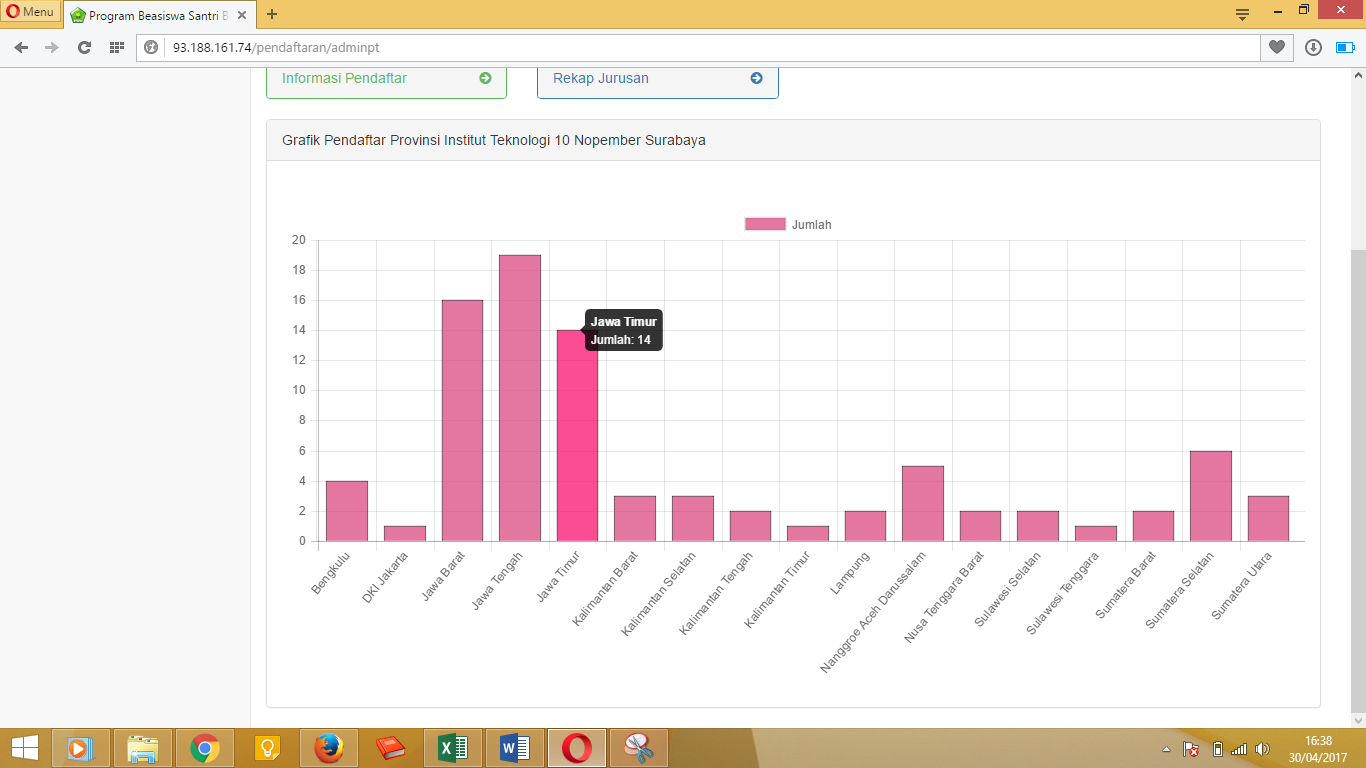 Menu
Program Beasiswa Santri B
93.188.161.74/pendaftaran/adminpt
Informasi Pendaftar
Rekap Jurusan
Grafik Pendaftar Provinsi Institut Teknologi 10 Nopember Surabaya
Jumlah
20
18
16
14
12
10
8
6
4
2
0
Jawa Timur
Jumlah: 14
Bengkulu
DKI Jakarta
Jawa Barat
Jawa Tengah
Jawa Timur
Kalimantan Barat
Kalimantan Selatan
Kalimantan Tengah
Kalimantan Timur
Lampung
Nanggroe Aceh Darussalam
Nusa Tenggara Barat
Sulawesi Selatan
Sulawesi Tenggara
Sumatera Barat
Sumatera Selatan
Sumatera Utara
16:38
30/04/2017